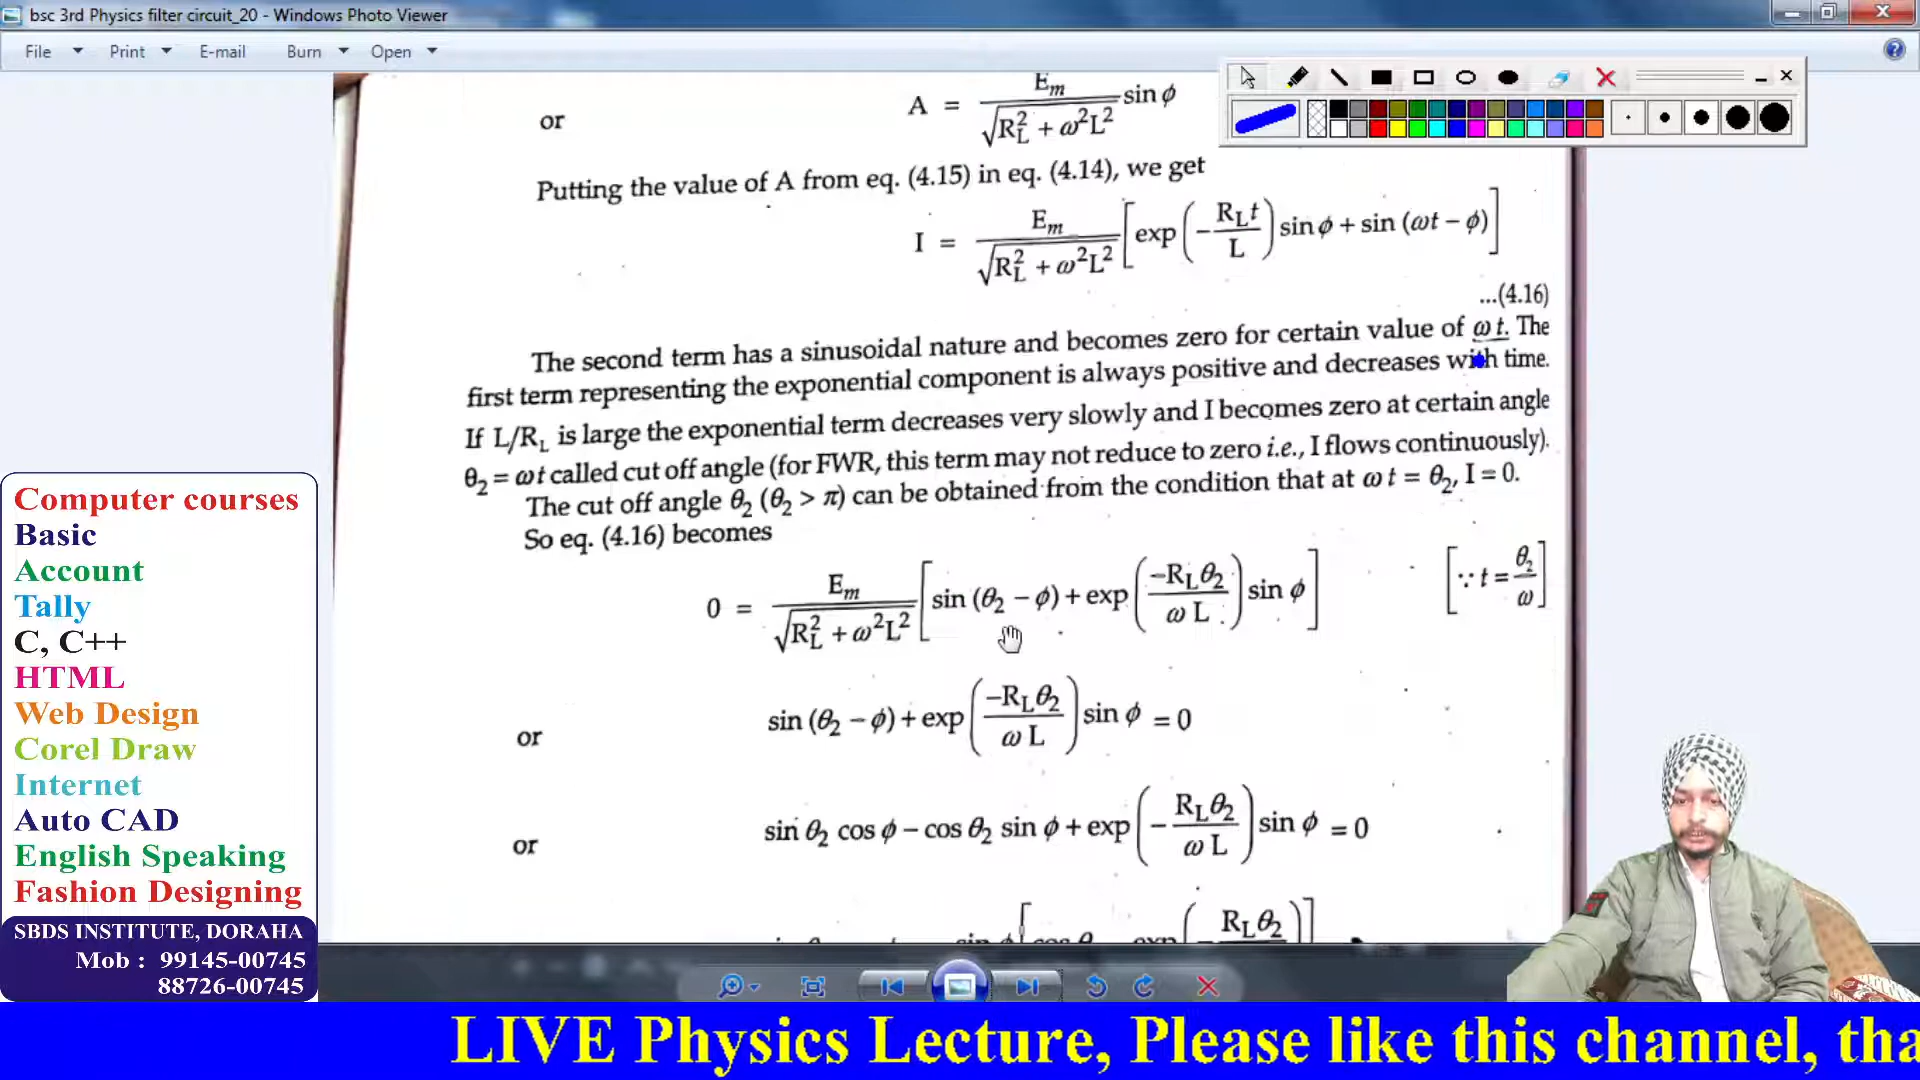 bsc 3rd Physics filter circuit_20 - Windows Photo Viewer
File Print E-mail Burn Open
or A = E_m / √(R_L² + ω²L²) sin ϕ
Putting the value of A from eq. (4.15) in eq. (4.14), we get
I = E_m / √(R_L² + ω²L²) [exp (− R_L t / L) sin ϕ + sin (ωt − ϕ)]
...(4.16)
The second term has a sinusoidal nature and becomes zero for certain value of ω t. The
first term representing the exponential component is always positive and decreases with time.
If L/R_L is large the exponential term decreases very slowly and I becomes zero at certain angle
θ₂ = ωt called cut off angle (for FWR, this term may not reduce to zero i.e., I flows continuously).
The cut off angle θ₂ (θ₂ > π) can be obtained from the condition that at ω t = θ₂, I = 0.
So eq. (4.16) becomes
0 = E_m / √(R_L² + ω²L²) [sin (θ₂ − ϕ) + exp (−R_L θ₂ / ω L) sin ϕ] [∵ t = θ₂ / ω]
or sin (θ₂ − ϕ) + exp (−R_L θ₂ / ω L) sin ϕ = 0
or sin θ₂ cos ϕ − cos θ₂ sin ϕ + exp (− R_L θ₂ / ω L) sin ϕ = 0
R_L θ₂
Computer courses
Basic
Account
Tally
C, C++
HTML
Web Design
Corel Draw
Internet
Auto CAD
English Speaking
Fashion Designing
SBDS INSTITUTE, DORAHA
Mob : 99145-00745
88726-00745
LIVE Physics Lecture, Please like this channel, tha